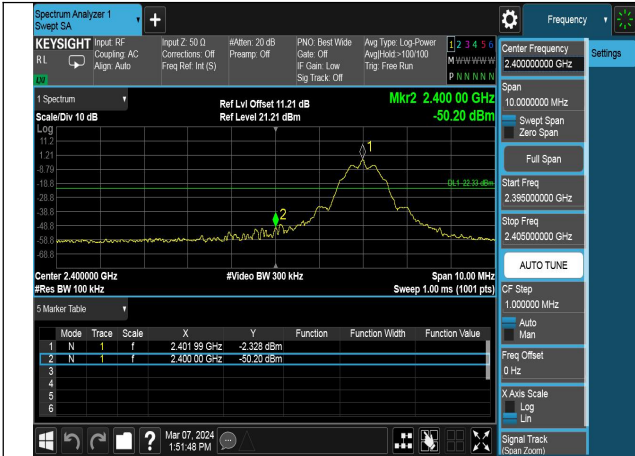 Spectrum Analyzer 1
Swept SA
Frequency
KEYSIGHT Input: RF Input Z: 50 Ω #Atten: 20 dB PNO: Best Wide Avg Type: Log-Power 1 2 3 4 5 6
RL Coupling: AC Corrections: Off Preamp: Off Gate: Off Avg|Hold:>100/100 M W W W W W
Align: Auto Freq Ref: Int (S) IF Gain: Low Trig: Free Run
Sig Track: Off P N N N N N
1 Spectrum
Ref Lvl Offset 11.21 dB Mkr2 2.400 00 GHz
Scale/Div 10 dB Ref Level 21.21 dBm -50.20 dBm
Log
11.2
1.21
-8.79
-18.8
-28.8
-38.8
-48.8
-58.8
-68.8
1
DL1 -22.33 dBm
2
Center 2.400000 GHz #Video BW 300 kHz Span 10.00 MHz
#Res BW 100 kHz Sweep 1.00 ms (1001 pts)
5 Marker Table
Mode Trace Scale X Y Function Function Width Function Value
1 N 1 f 2.401 99 GHz -2.328 dBm
2 N 1 f 2.400 00 GHz -50.20 dBm
3
4
5
6
Mar 07, 2024
1:51:48 PM
Center Frequency
2.400000000 GHz
Settings
Span
10.0000000 MHz
Swept Span
Zero Span
Full Span
Start Freq
2.395000000 GHz
Stop Freq
2.405000000 GHz
AUTO TUNE
CF Step
1.000000 MHz
Auto
Man
Freq Offset
0 Hz
X Axis Scale
Log
Lin
Signal Track
(Span Zoom)